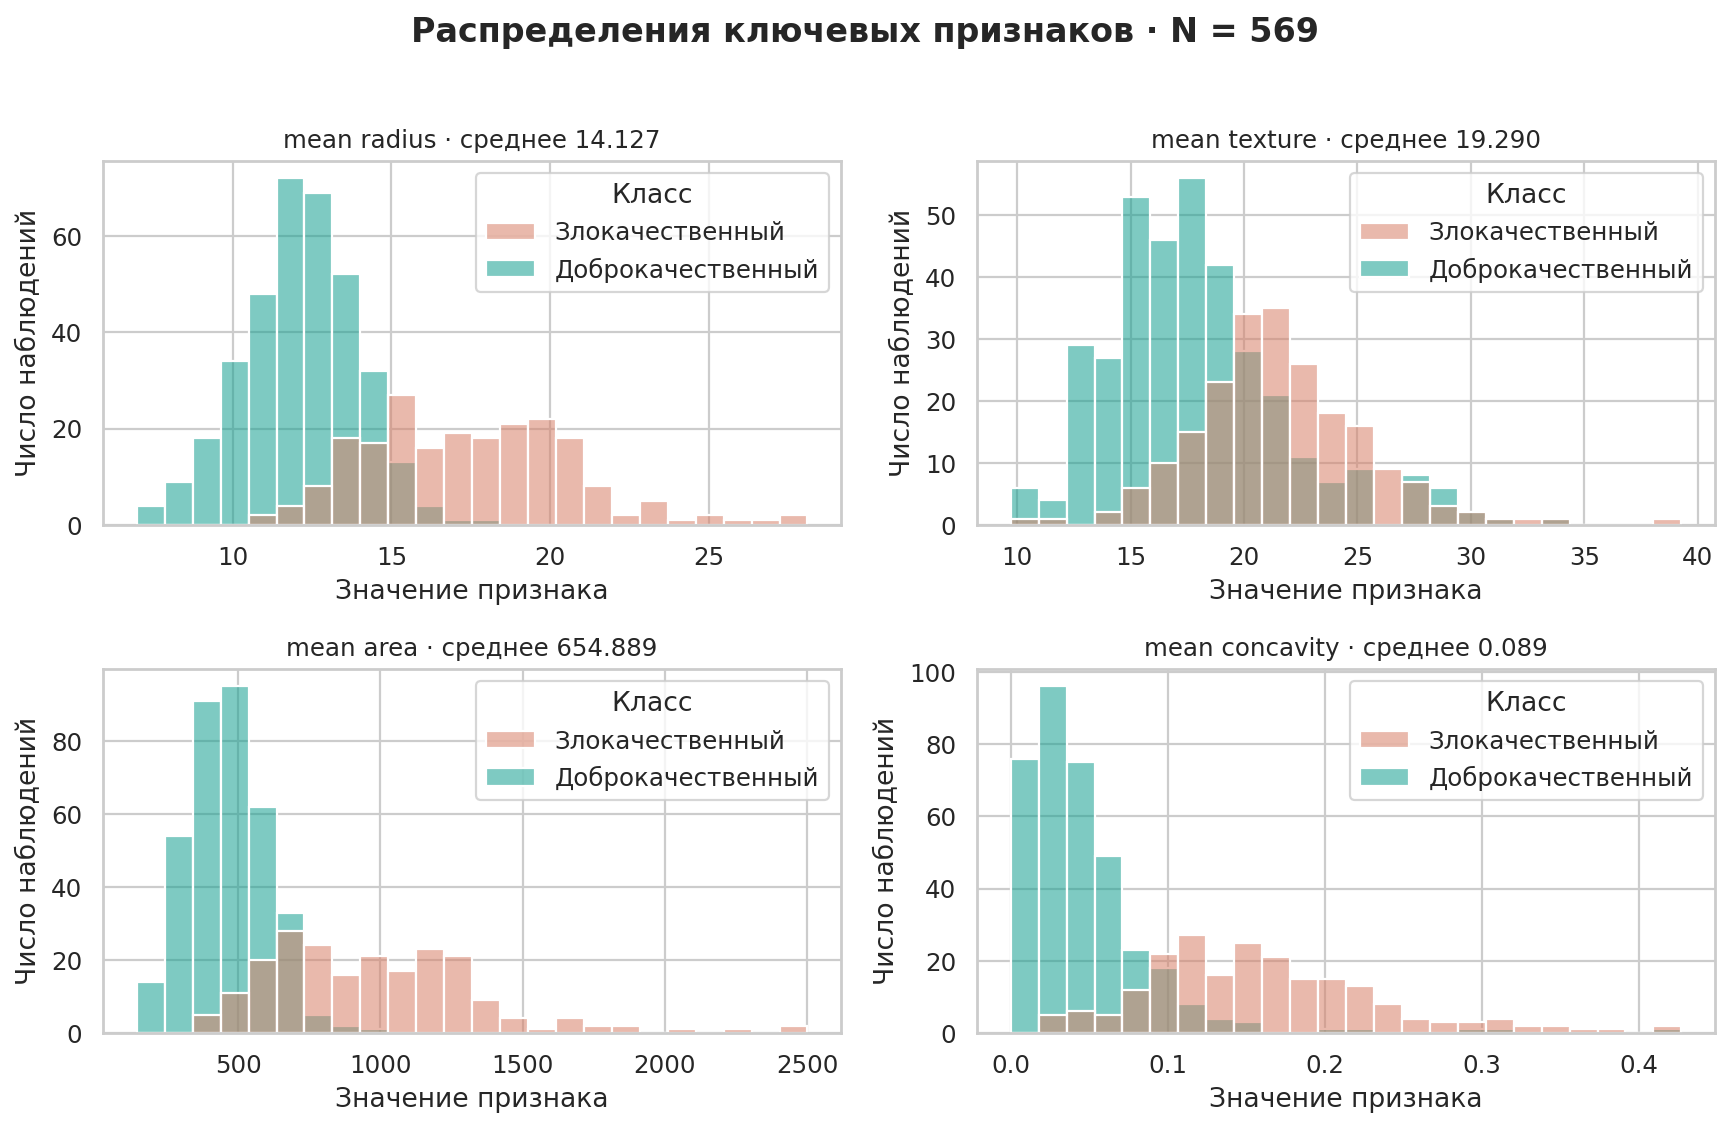 Распределения ключевых признаков · N = 569
mean radius · среднее 14.127
Число наблюдений
60
40
20
0
Класс
Злокачественный
Доброкачественный
10 15 20 25
Значение признака
mean texture · среднее 19.290
Число наблюдений
50
40
30
20
10
0
Класс
Злокачественный
Доброкачественный
10 15 20 25 30 35 40
Значение признака
mean area · среднее 654.889
Число наблюдений
80
60
40
20
0
Класс
Злокачественный
Доброкачественный
500 1000 1500 2000 2500
Значение признака
mean concavity · среднее 0.089
Число наблюдений
100
80
60
40
20
0
Класс
Злокачественный
Доброкачественный
0.0 0.1 0.2 0.3 0.4
Значение признака